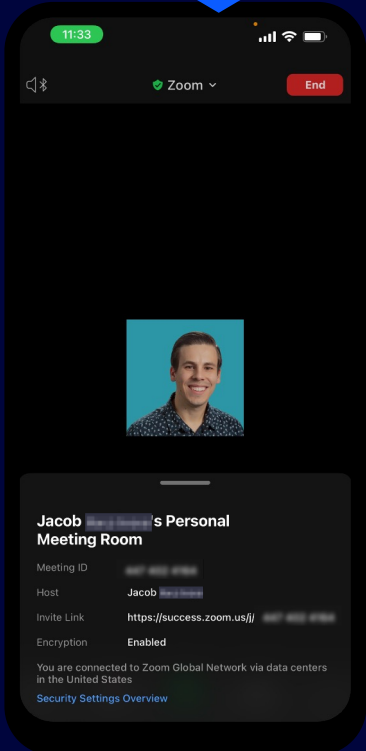 11:33
Zoom
End
Jacob 's Personal
Meeting Room
Meeting ID
Host Jacob
Invite Link https://success.zoom.us/j/
Encryption Enabled
You are connected to Zoom Global Network via data centers
in the United States
Security Settings Overview